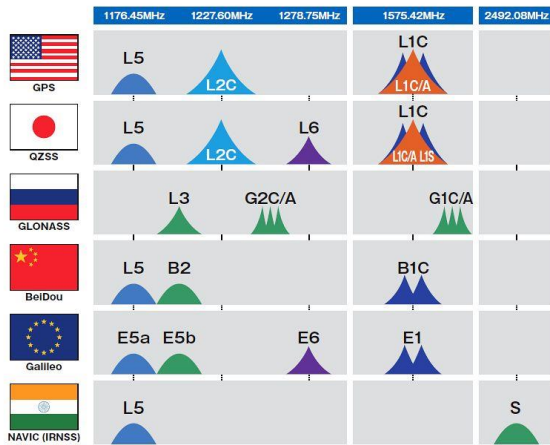 1176.45MHz 1227.60MHz 1278.75MHz 1575.42MHz 2492.08MHz
L5 L1C
L2C L1C/A
GPS
L5 L6 L1C
L2C L1C/A L1S
QZSS
L3 G2C/A G1C/A
GLONASS
L5 B2 B1C
BeiDou
E5a E5b E6 E1
Galileo
L5 S
NAVIC (IRNSS)